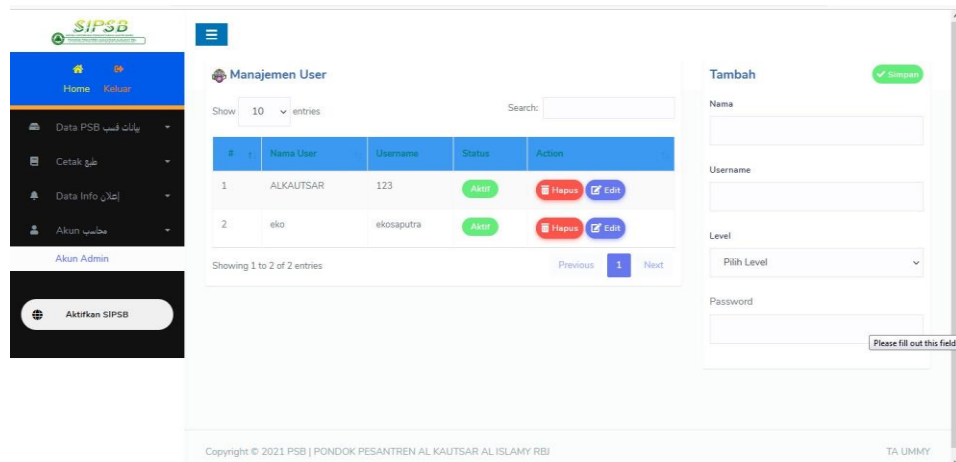 SIPSB
Home Keluar
Data PSB بيانات فسب
Cetak طبع
Data Info إعلان
Akun محاسب
Akun Admin
Aktifkan SIPSB
Manajemen User
Show 10 entries
Search:
# Nama User Username Status Action
1 ALKAUTSAR 123 Aktif Hapus Edit
2 eko ekosaputra Aktif Hapus Edit
Showing 1 to 2 of 2 entries
Previous 1 Next
Tambah
Simpan
Nama
Username
Level
Pilih Level
Password
Please fill out this field
Copyright © 2021 PSB | PONDOK PESANTREN AL KAUTSAR AL ISLAMY RBJ
TA UMMY